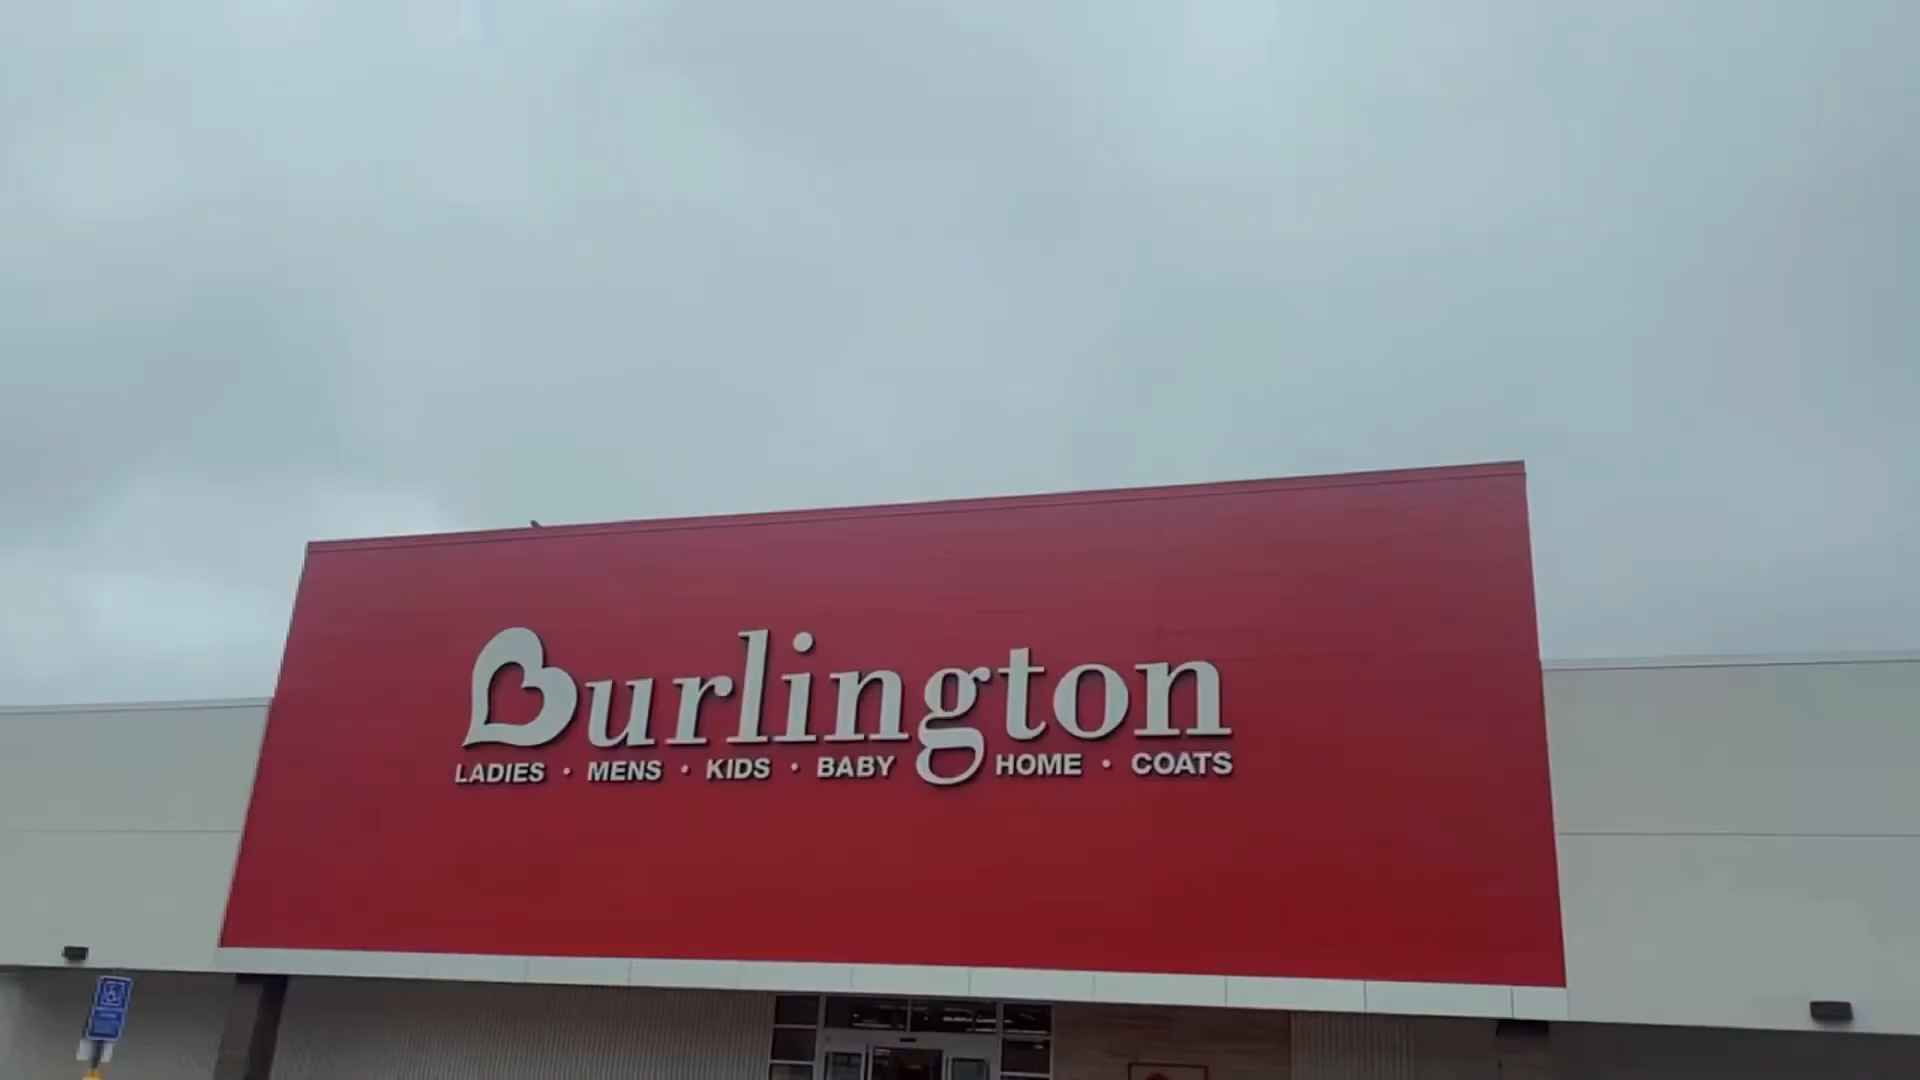 Burlington
LADIES • MENS • KIDS • BABY HOME • COATS